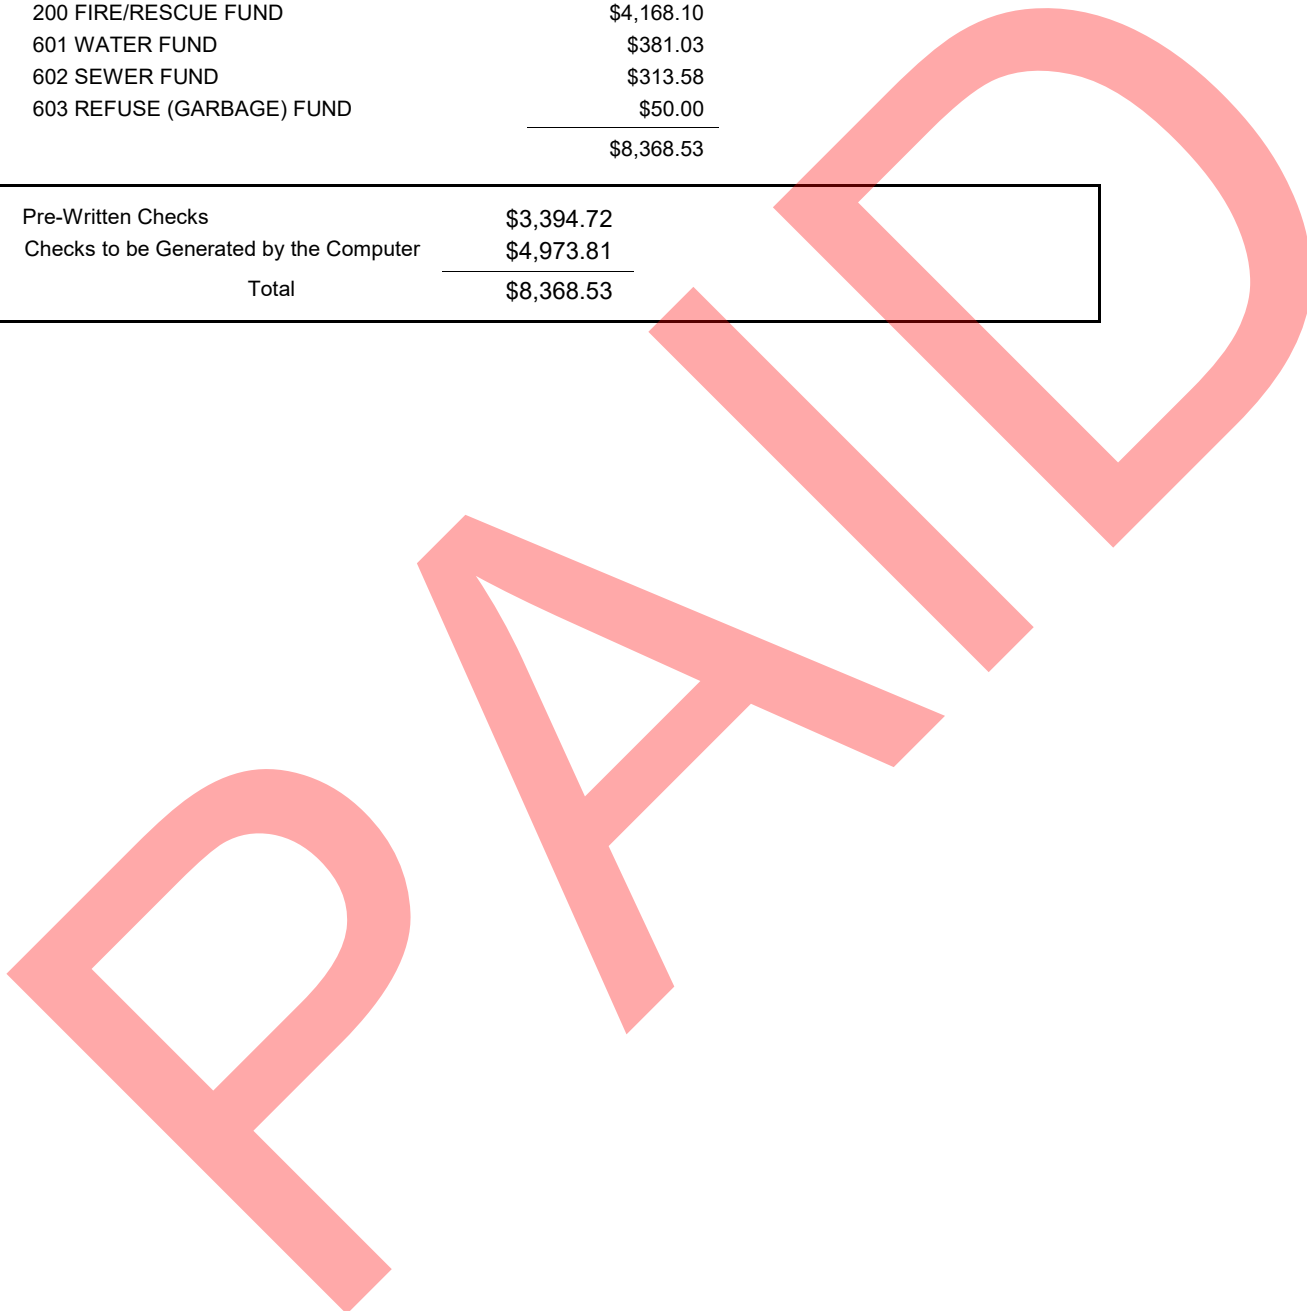 200 FIRE/RESCUE FUND $4,168.10
601 WATER FUND $381.03
602 SEWER FUND $313.58
603 REFUSE (GARBAGE) FUND $50.00
$8,368.53
Pre-Written Checks $3,394.72
Checks to be Generated by the Computer $4,973.81
Total $8,368.53
PAID